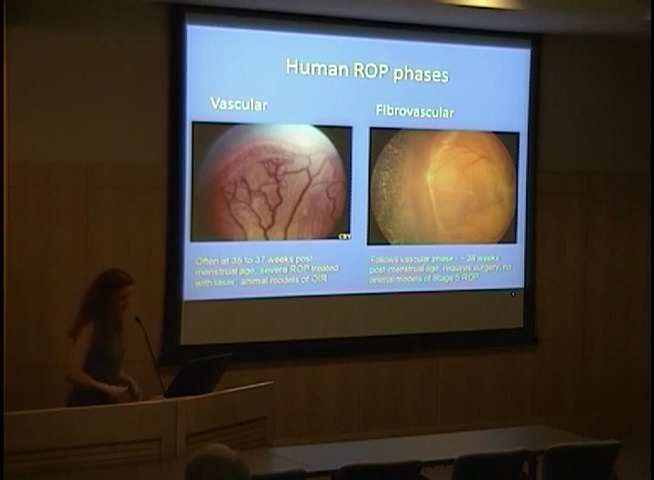 Human ROP phases
Vascular
Fibrovascular
Often at 35 to 37 weeks post
menstrual age, severe ROP treated
with laser, animal models of OIR
Follows vascular phase - ~ 38 weeks
post-menstrual age, requires surgery, no
animal models of Stage 5 ROP